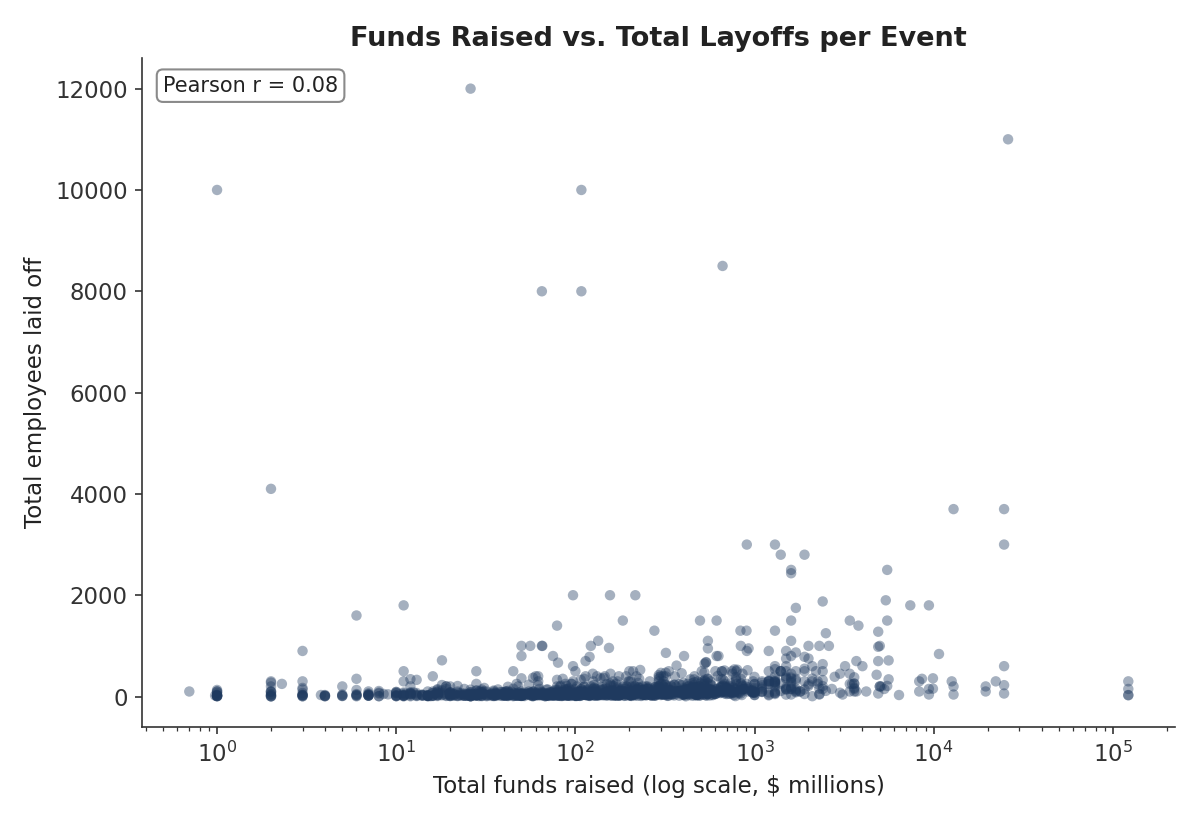 Funds Raised vs. Total Layoffs per Event
Pearson r = 0.08
Total employees laid off
12000
10000
8000
6000
4000
2000
0
10⁰ 10¹ 10² 10³ 10⁴ 10⁵
Total funds raised (log scale, $ millions)